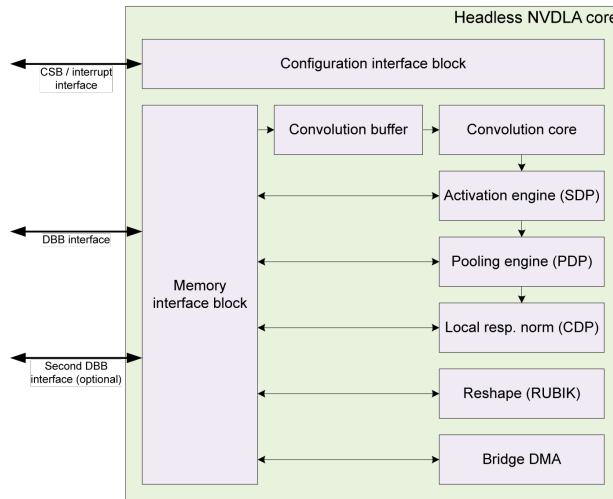 Headless NVDLA core
CSB / interrupt
interface
Configuration interface block
Convolution buffer
Convolution core
Activation engine (SDP)
DBB interface
Pooling engine (PDP)
Memory
interface block
Local resp. norm (CDP)
Second DBB
interface (optional)
Reshape (RUBIK)
Bridge DMA